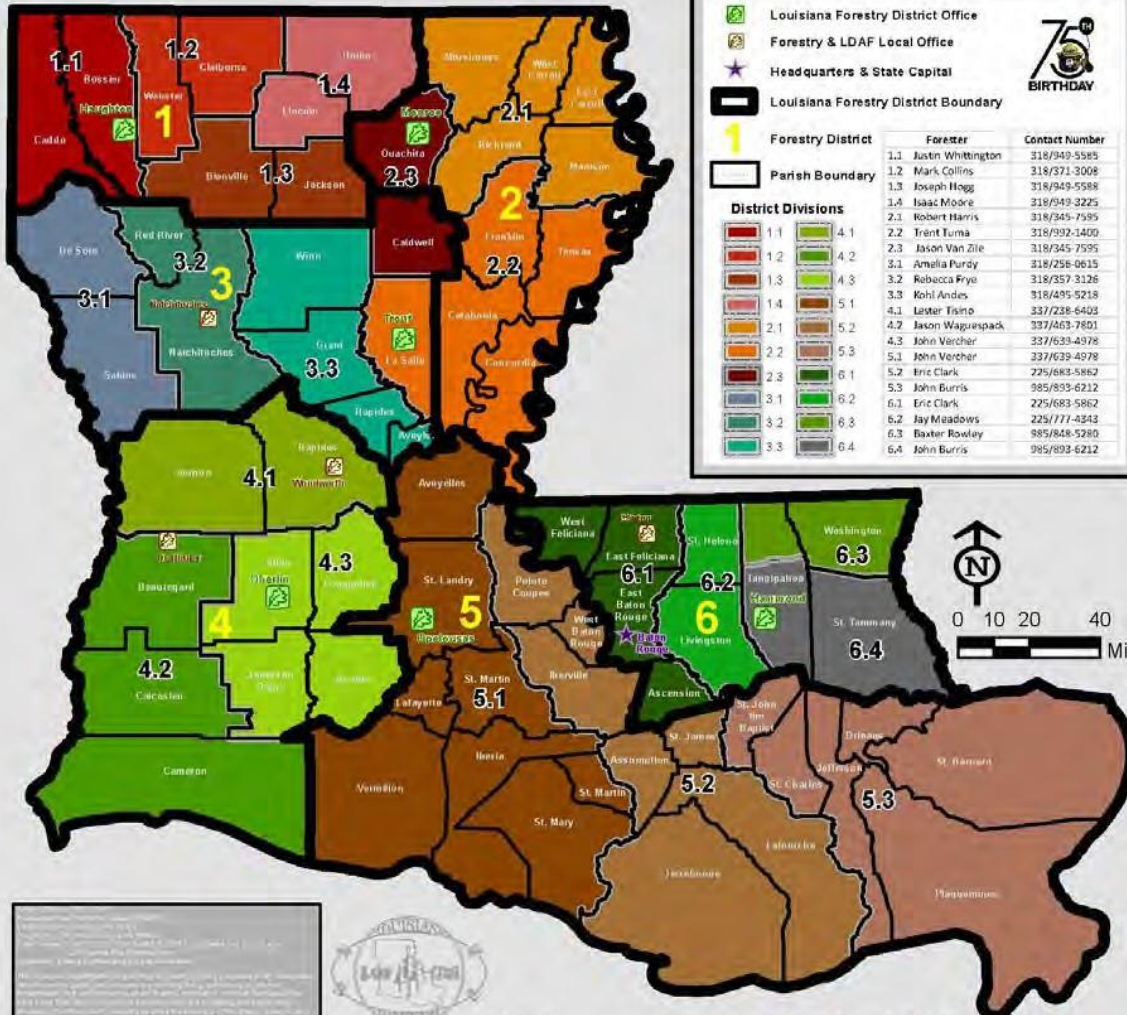 Louisiana Forestry District Office
Forestry & LDAF Local Office
Headquarters & State Capital
Louisiana Forestry District Boundary
1 Forestry District
Parish Boundary
75TH
BIRTHDAY
District Divisions
1.1 4.1
1.2 4.2
1.3 4.3
1.4 5.1
2.1 5.2
2.2 5.3
2.3 6.1
3.1 6.2
3.2 6.3
3.3 6.4
Forester Contact Number
1.1 Justin Whittington 318/949-5585
1.2 Mark Collins 318/371-3008
1.3 Joseph Hogg 318/949-5588
1.4 Isaac Moore 318/949-3225
2.1 Robert Harris 318/345-7595
2.2 Trent Tuma 318/992-1400
2.3 Jason Van Zile 318/345-7595
3.1 Amelia Purdy 318/256-0615
3.2 Rebecca Frye 318/357-3126
3.3 Kohl Andes 318/495-5218
4.1 Lester Tisino 337/238-6403
4.2 Jason Waguespack 337/463-7801
4.3 John Vercher 337/639-4978
5.1 John Vercher 337/639-4978
5.2 Eric Clark 225/683-5862
5.3 John Burris 985/893-6212
6.1 Eric Clark 225/683-5862
6.2 Jay Meadows 225/777-4343
6.3 Baxter Rowley 985/848-5280
6.4 John Burris 985/893-6212
1.1
Bossier
Haughton
Caddo
1.2
Claiborne
Webster
1
Union
1.4
Lincoln
Bienville
1.3
Jackson
Monroe
Ouachita
2.3
Morehouse
West Carroll
East Carroll
2.1
Richland
Madison
2
Franklin
2.2
Tensas
Caldwell
De Soto
3.1
Sabine
Red River
3.2
3
Natchitoches
Natchitoches
Winn
Grant
3.3
Rapides
Trout
La Salle
Catahoula
Concordia
Vernon
4.1
Rapides
Woodworth
Avoyelles
Beauregard
Oberlin
4.3
4
4.2
Calcasieu
Cameron
St. Landry
5
Opelousas
Pointe Coupee
West Baton Rouge
Iberville
St. Martin
5.1
Lafayette
Iberia
Vermilion
St. Martin
St. Mary
West Feliciana
East Feliciana
6.1
East Baton Rouge
Baton Rouge
Ascension
St. Helena
6.2
6
Livingston
Washington
6.3
Tangipahoa
Hammond
St. Tammany
6.4
St. James
Assumption
5.2
Terrebonne
Lafourche
St. John the Baptist
St. Charles
Jefferson
Orleans
St. Bernard
5.3
Plaquemines
N
0 10 20 40
Mi